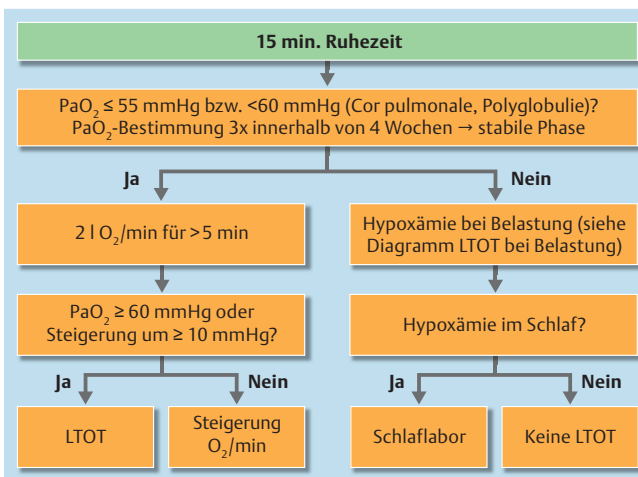 15 min. Ruhezeit
PaO₂ ≤ 55 mmHg bzw. <60 mmHg (Cor pulmonale, Polyglobulie)?
PaO₂-Bestimmung 3x innerhalb von 4 Wochen → stabile Phase
Ja
Nein
2 l O₂/min für >5 min
Hypoxämie bei Belastung (siehe
Diagramm LTOT bei Belastung)
PaO₂ ≥ 60 mmHg oder
Steigerung um ≥ 10 mmHg?
Hypoxämie im Schlaf?
Ja
Nein
Ja
Nein
LTOT
Steigerung
O₂/min
Schlaflabor
Keine LTOT